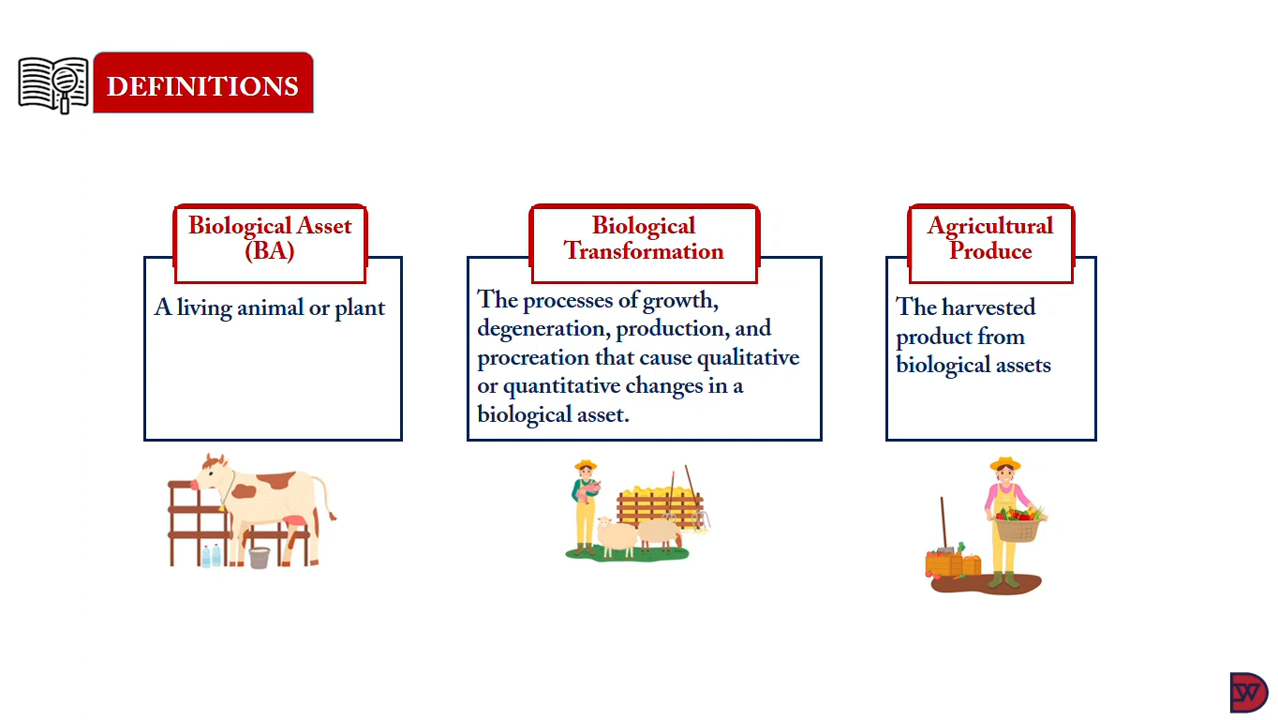 DEFINITIONS
Biological Asset
(BA)
A living animal or plant
Biological
Transformation
The processes of growth,
degeneration, production, and
procreation that cause qualitative
or quantitative changes in a
biological asset.
Agricultural
Produce
The harvested
product from
biological assets
DW